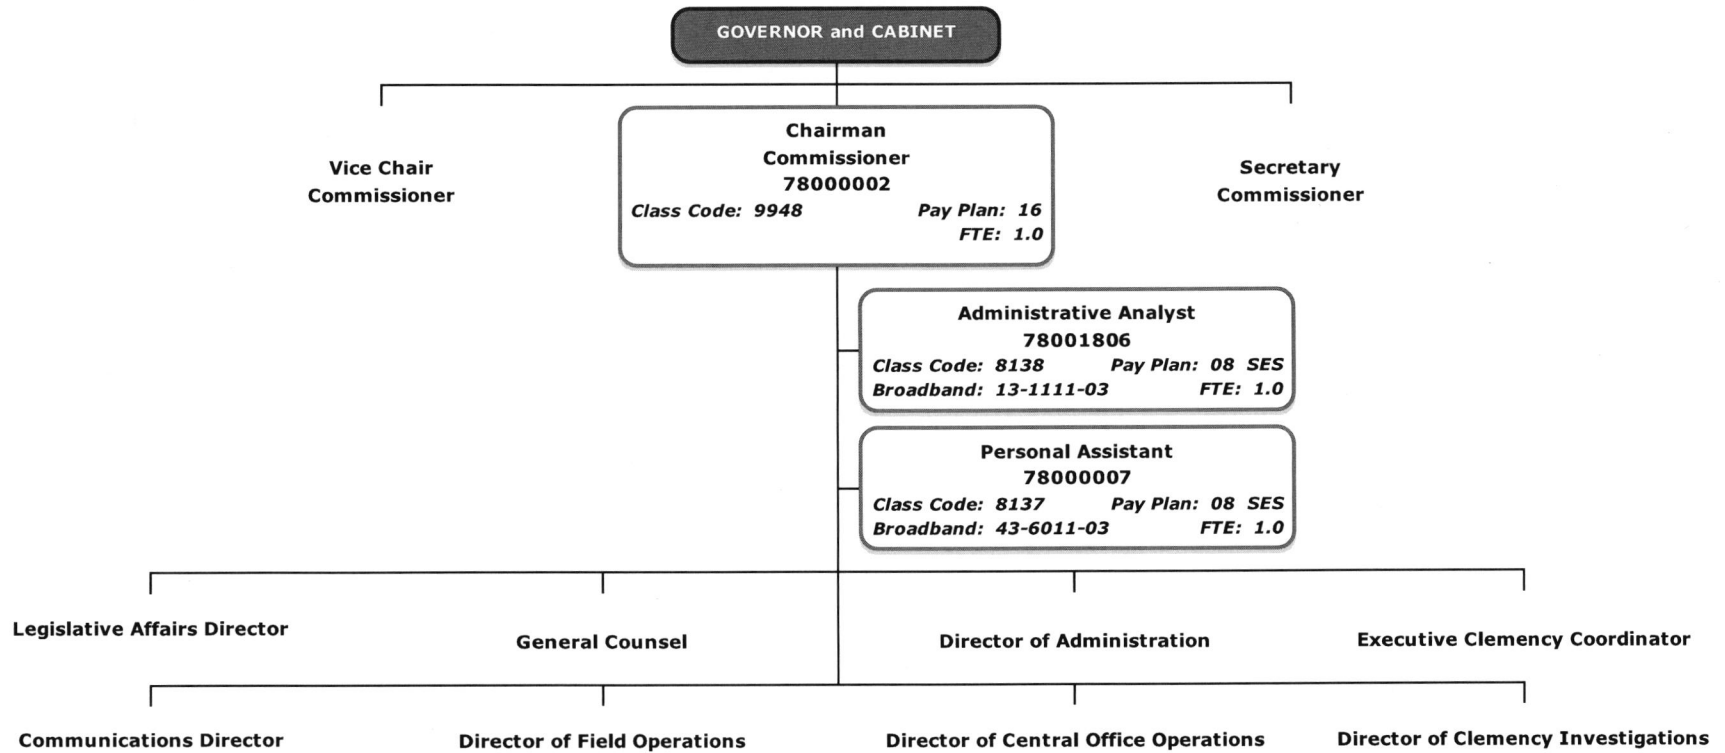 GOVERNOR and CABINET
Vice Chair
Commissioner
Chairman
Commissioner
78000002
Class Code: 9948 Pay Plan: 16
FTE: 1.0
Secretary
Commissioner
Administrative Analyst
78001806
Class Code: 8138 Pay Plan: 08 SES
Broadband: 13-1111-03 FTE: 1.0
Personal Assistant
78000007
Class Code: 8137 Pay Plan: 08 SES
Broadband: 43-6011-03 FTE: 1.0
Legislative Affairs Director
General Counsel
Director of Administration
Executive Clemency Coordinator
Communications Director
Director of Field Operations
Director of Central Office Operations
Director of Clemency Investigations